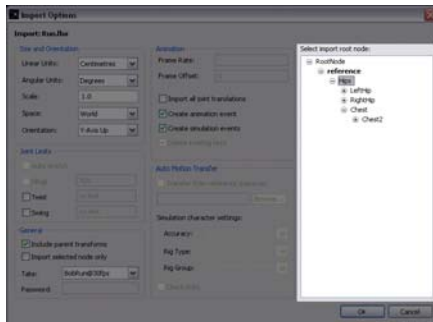 Import Options
Import: Run.fbx
Size and Orientation
Linear Units:
Centimetres
Angular Units:
Degrees
Scale:
1.0
Space:
World
Orientation:
Y-Axis Up
Joint Limits
Twist
Swing
General
Include parent transforms
Import selected node only
Take:
Password:
Animation
Frame Rate:
Frame Offset:
Import all joint translations
Create animation event
Create simulation events
Auto Motion Transfer
Simulation character settings:
Accuracy:
Rig Type:
Rig Group:
Select import root node:
RootNode
reference
Hips
LeftHip
RightHip
Chest
Chest2
OK
Cancel